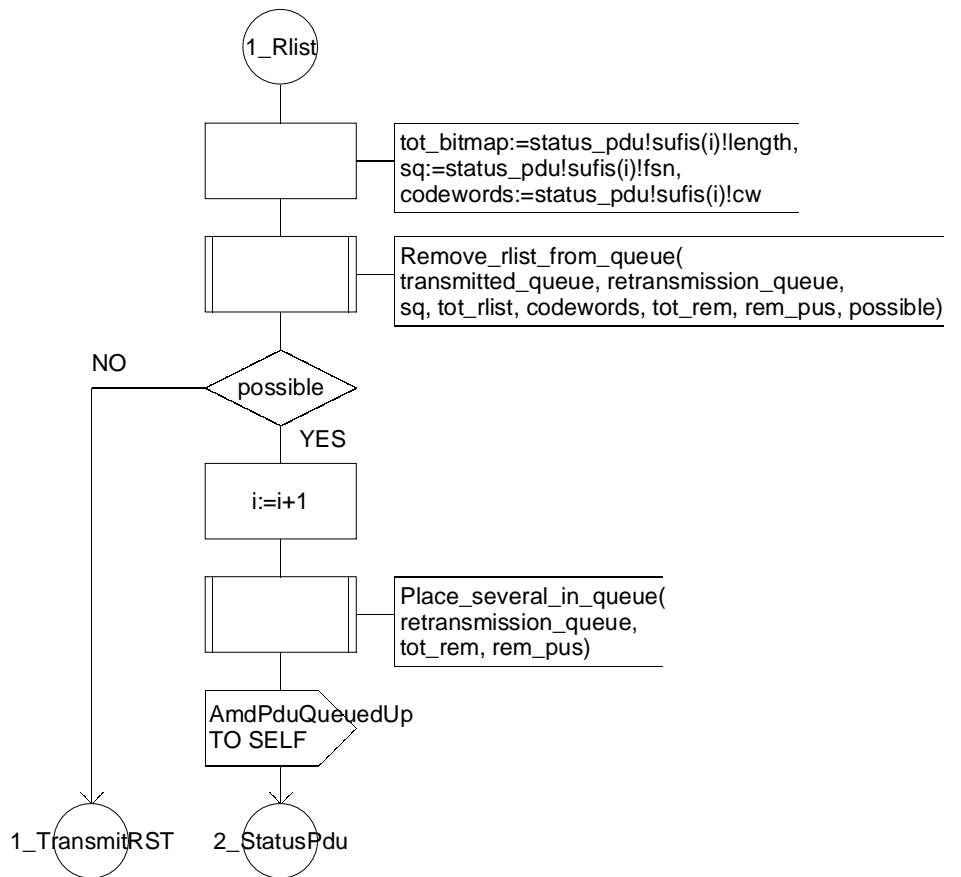 1_Rlist
tot_bitmap:=status_pdu!sufis(i)!length,
sq:=status_pdu!sufis(i)!fsn,
codewords:=status_pdu!sufis(i)!cw
Remove_rlist_from_queue(
transmitted_queue, retransmission_queue,
sq, tot_rlist, codewords, tot_rem, rem_pus, possible)
NO
possible
YES
i:=i+1
Place_several_in_queue(
retransmission_queue,
tot_rem, rem_pus)
AmdPduQueuedUp
TO SELF
1_TransmitRST
2_StatusPdu